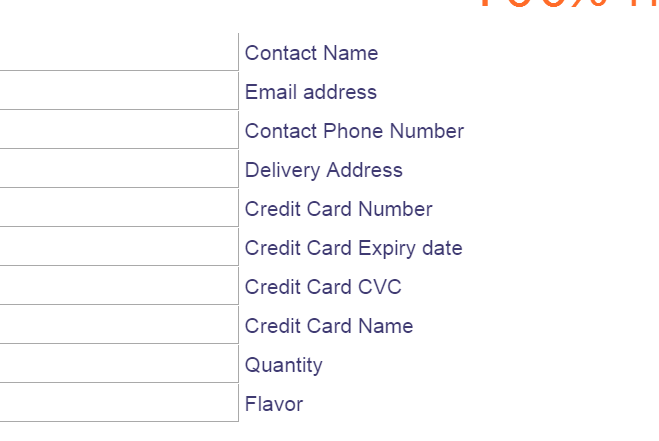 Contact Name
Email address
Contact Phone Number
Delivery Address
Credit Card Number
Credit Card Expiry date
Credit Card CVC
Credit Card Name
Quantity
Flavor